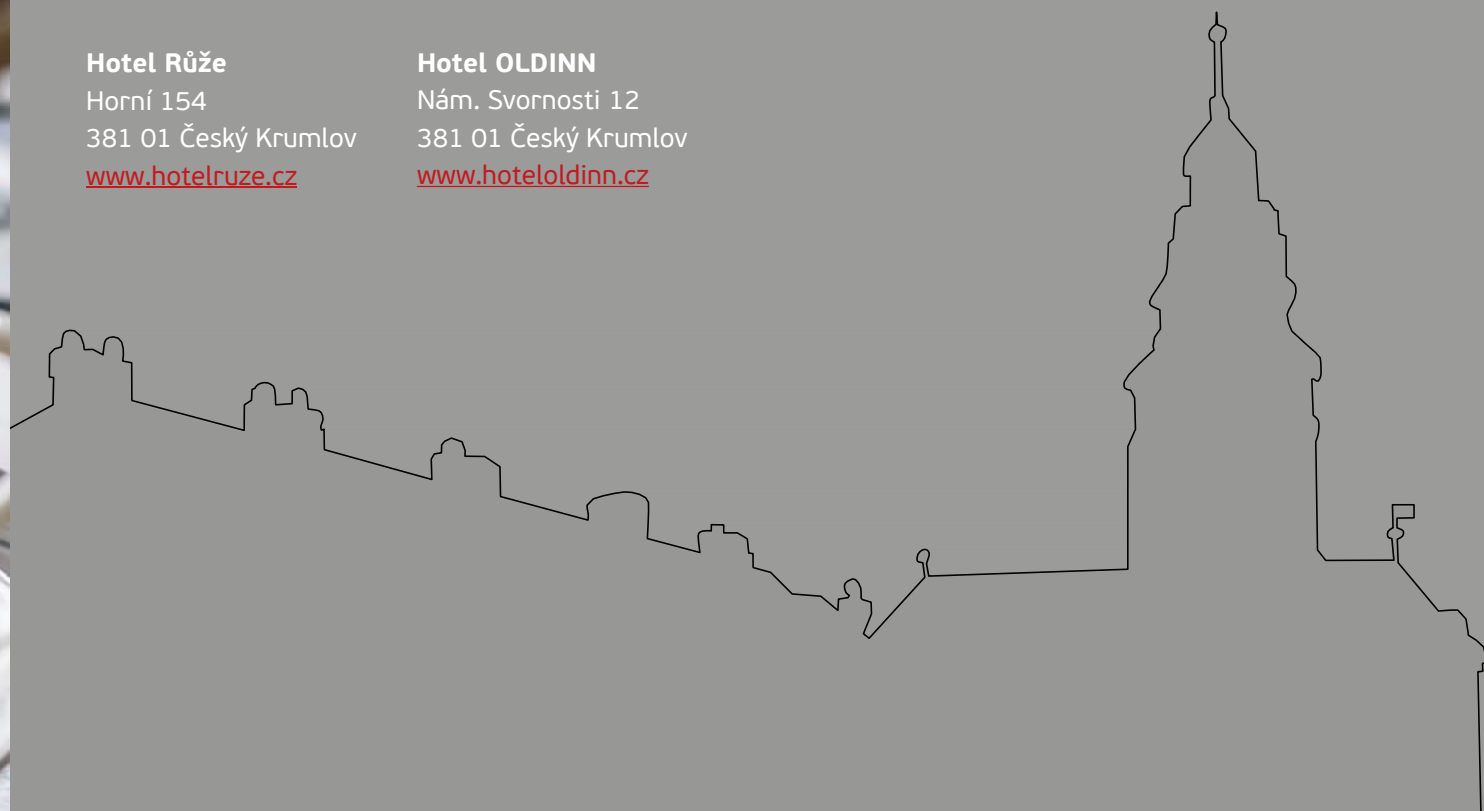 Hotel Růže
Horní 154
381 01 Český Krumlov
www.hotelruze.cz
Hotel OLDINN
Nám. Svornosti 12
381 01 Český Krumlov
www.hoteloldinn.cz